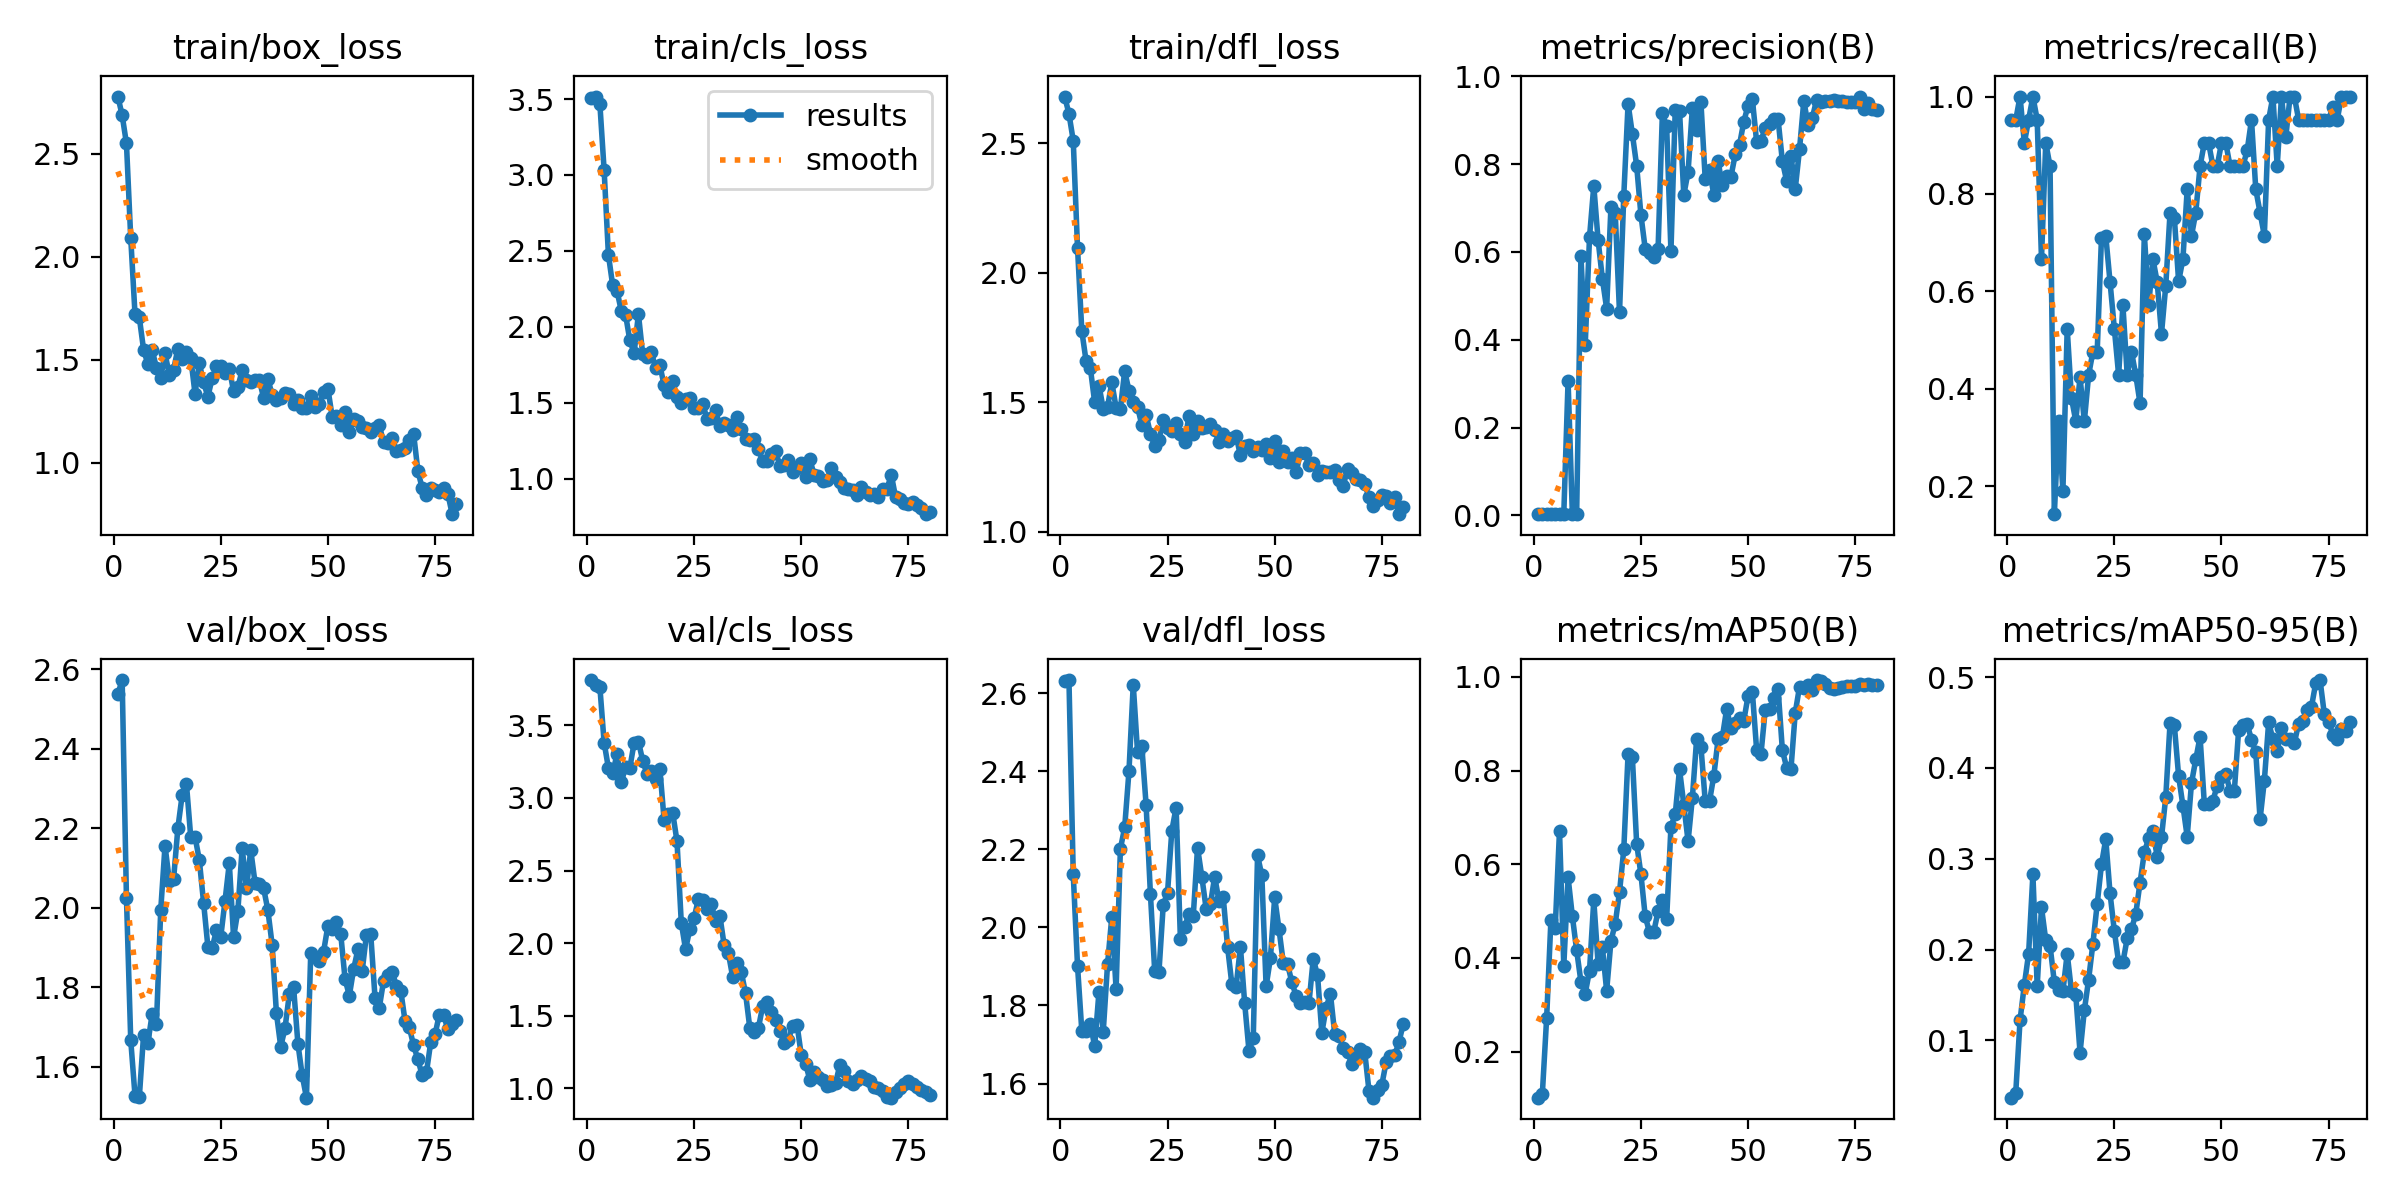 train/box_loss
2.5
2.0
1.5
1.0
0 25 50 75
train/cls_loss
results
smooth
3.5
3.0
2.5
2.0
1.5
1.0
0 25 50 75
train/dfl_loss
2.5
2.0
1.5
1.0
0 25 50 75
metrics/precision(B)
1.0
0.8
0.6
0.4
0.2
0.0
0 25 50 75
metrics/recall(B)
1.0
0.8
0.6
0.4
0.2
0 25 50 75
val/box_loss
2.6
2.4
2.2
2.0
1.8
1.6
0 25 50 75
val/cls_loss
3.5
3.0
2.5
2.0
1.5
1.0
0 25 50 75
val/dfl_loss
2.6
2.4
2.2
2.0
1.8
1.6
0 25 50 75
metrics/mAP50(B)
1.0
0.8
0.6
0.4
0.2
0 25 50 75
metrics/mAP50-95(B)
0.5
0.4
0.3
0.2
0.1
0 25 50 75